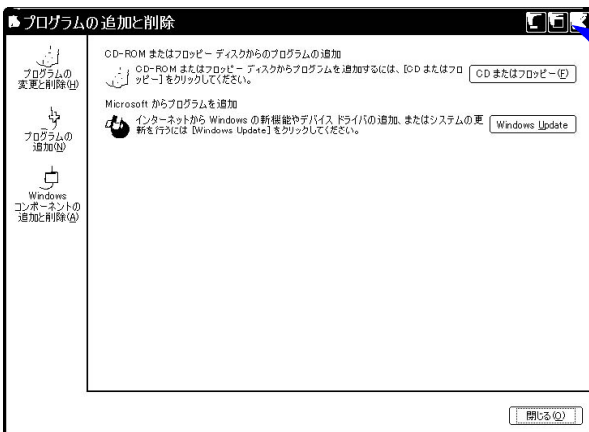 プログラムの追加と削除
プログラムの
変更と削除(H)
プログラムの
追加(N)
Windows
コンポーネントの
追加と削除(A)
CD-ROM またはフロッピー ディスクからのプログラムの追加
CD-ROM またはフロッピー ディスクからプログラムを追加するには、[CD またはフロ
ッピー] をクリックしてください。
CD またはフロッピー(F)
Microsoft からプログラムを追加
インターネットから Windows の新機能やデバイス ドライバの追加、またはシステムの更
新を行うには [Windows Update] をクリックしてください。
Windows Update
閉じる(O)